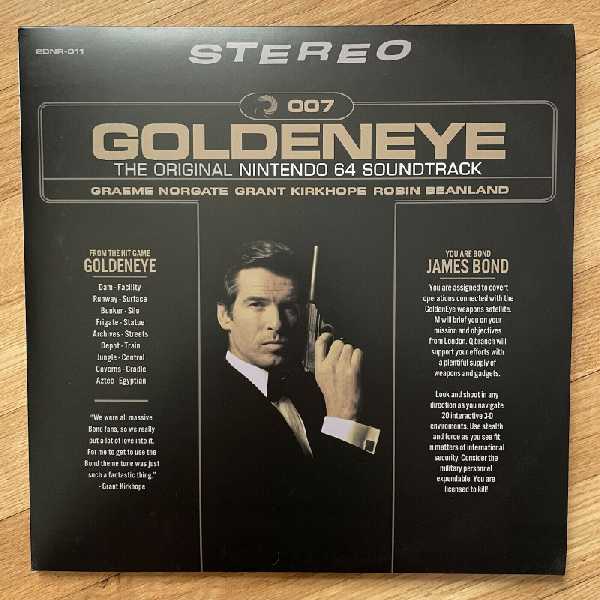 EDNR-011
STEREO
007
GOLDENEYE
THE ORIGINAL NINTENDO 64 SOUNDTRACK
GRAEME NORGATE GRANT KIRKHOPE ROBIN BEANLAND
FROM THE HIT GAME
GOLDENEYE
Dam - Facility
Runway - Surface
Bunker - Silo
Frigate - Statue
Archives - Streets
Depot - Train
Jungle - Control
Caverns - Cradle
Aztec - Egyptian
"We were all massive
Bond fans, so we really
put a lot of love into it.
For me to get to use the
Bond theme tune was just
such a fantastic thing."
- Grant Kirkhope
YOU ARE BOND
JAMES BOND
You are assigned to covert
operations connected with the
GoldenEye weapons satellite.
M will brief you on your
mission and objectives
from London. Q branch will
support your efforts with
a plentiful supply of
weapons and gadgets.
Look and shoot in any
direction as you navigate
20 interactive 3-D
enviroments. Use stealth
and force as you see fit
in matters of international
security. Consider the
military personnel
expendable. You are
licensed to kill!